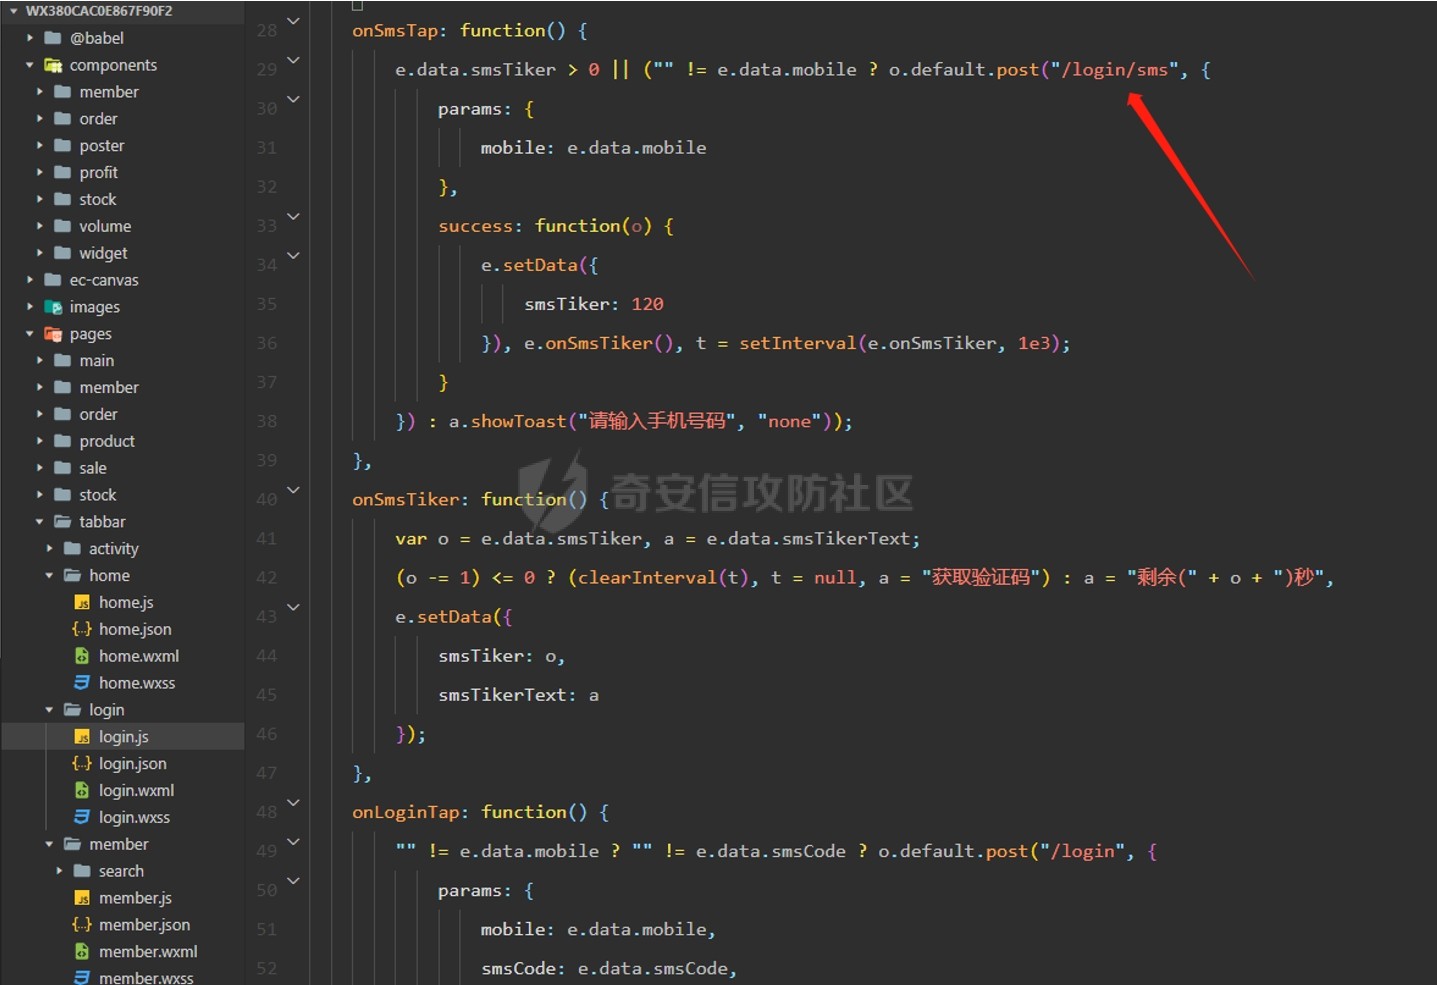 WX380CAC0E867F90F2
@babel
components
member
order
poster
profit
stock
volume
widget
ec-canvas
images
pages
main
member
order
product
sale
stock
tabbar
activity
home
home.js
home.json
home.wxml
home.wxss
login
login.js
login.json
login.wxml
login.wxss
member
search
member.js
member.json
member.wxml
member.wxss
28 onSmsTap: function() {
29 e.data.smsTiker > 0 || ("" != e.data.mobile ? o.default.post("/login/sms", {
30 params: {
31 mobile: e.data.mobile
32 },
33 success: function(o) {
34 e.setData({
35 smsTiker: 120
36 }), e.onSmsTiker(), t = setInterval(e.onSmsTiker, 1e3);
37 }
38 }) : a.showToast("请输入手机号码", "none"));
39 },
40 onSmsTiker: function() {
41 var o = e.data.smsTiker, a = e.data.smsTikerText;
42 (o -= 1) <= 0 ? (clearInterval(t), t = null, a = "获取验证码") : a = "剩余(" + o + ")秒",
43 e.setData({
44 smsTiker: o,
45 smsTikerText: a
46 });
47 },
48 onLoginTap: function() {
49 "" != e.data.mobile ? "" != e.data.smsCode ? o.default.post("/login", {
50 params: {
51 mobile: e.data.mobile,
52 smsCode: e.data.smsCode,
奇安信攻防社区